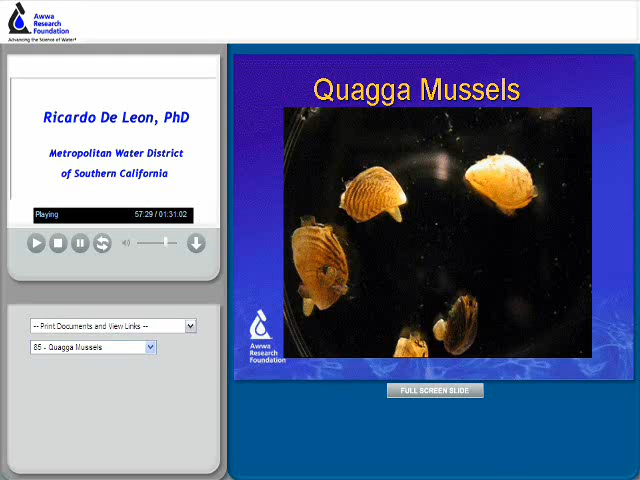 Awwa
Research
Foundation
Advancing the Science of Water®
Ricardo De Leon, PhD
Metropolitan Water District
of Southern California
Playing 57:29 / 01:31:02
-- Print Documents and View Links --
85 - Quagga Mussels
Quagga Mussels
Awwa
Research
Foundation
FULL SCREEN SLIDE